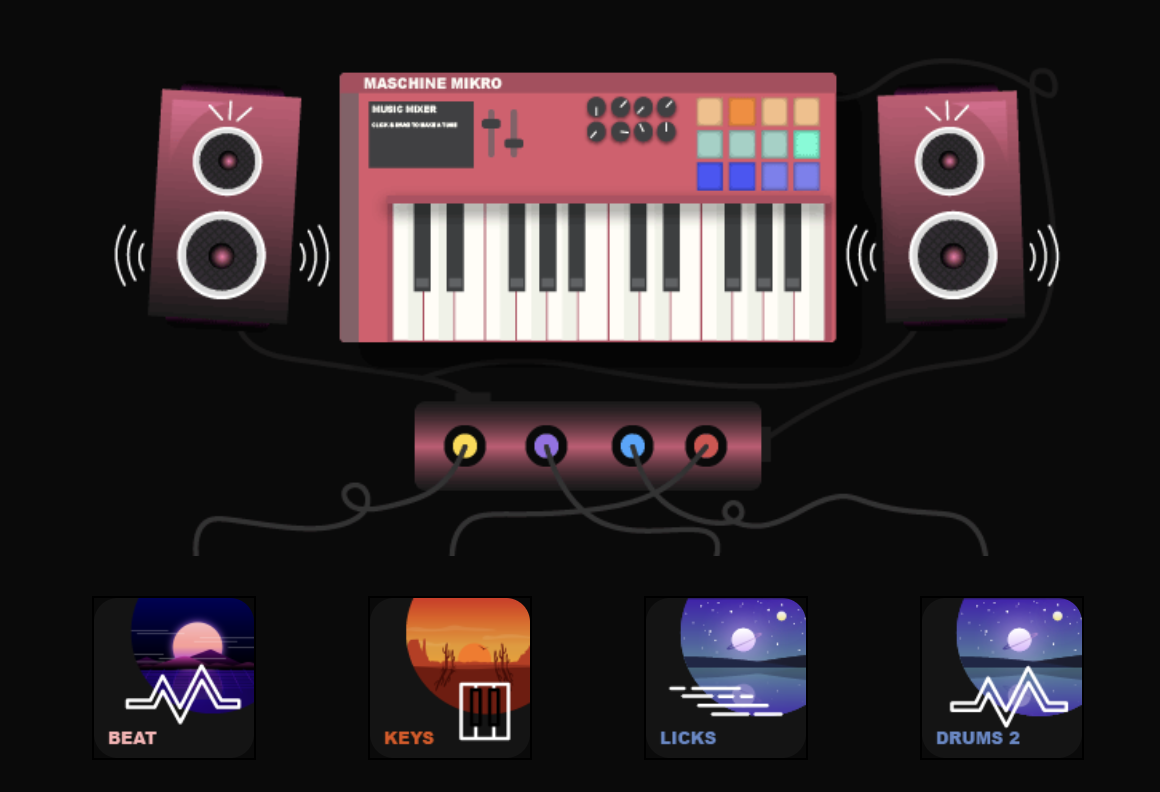 MASCHINE MIKRO
MUSIC MIXER
CLICK & DRAG TO MAKE A TUNE
BEAT
KEYS
LICKS
DRUMS 2